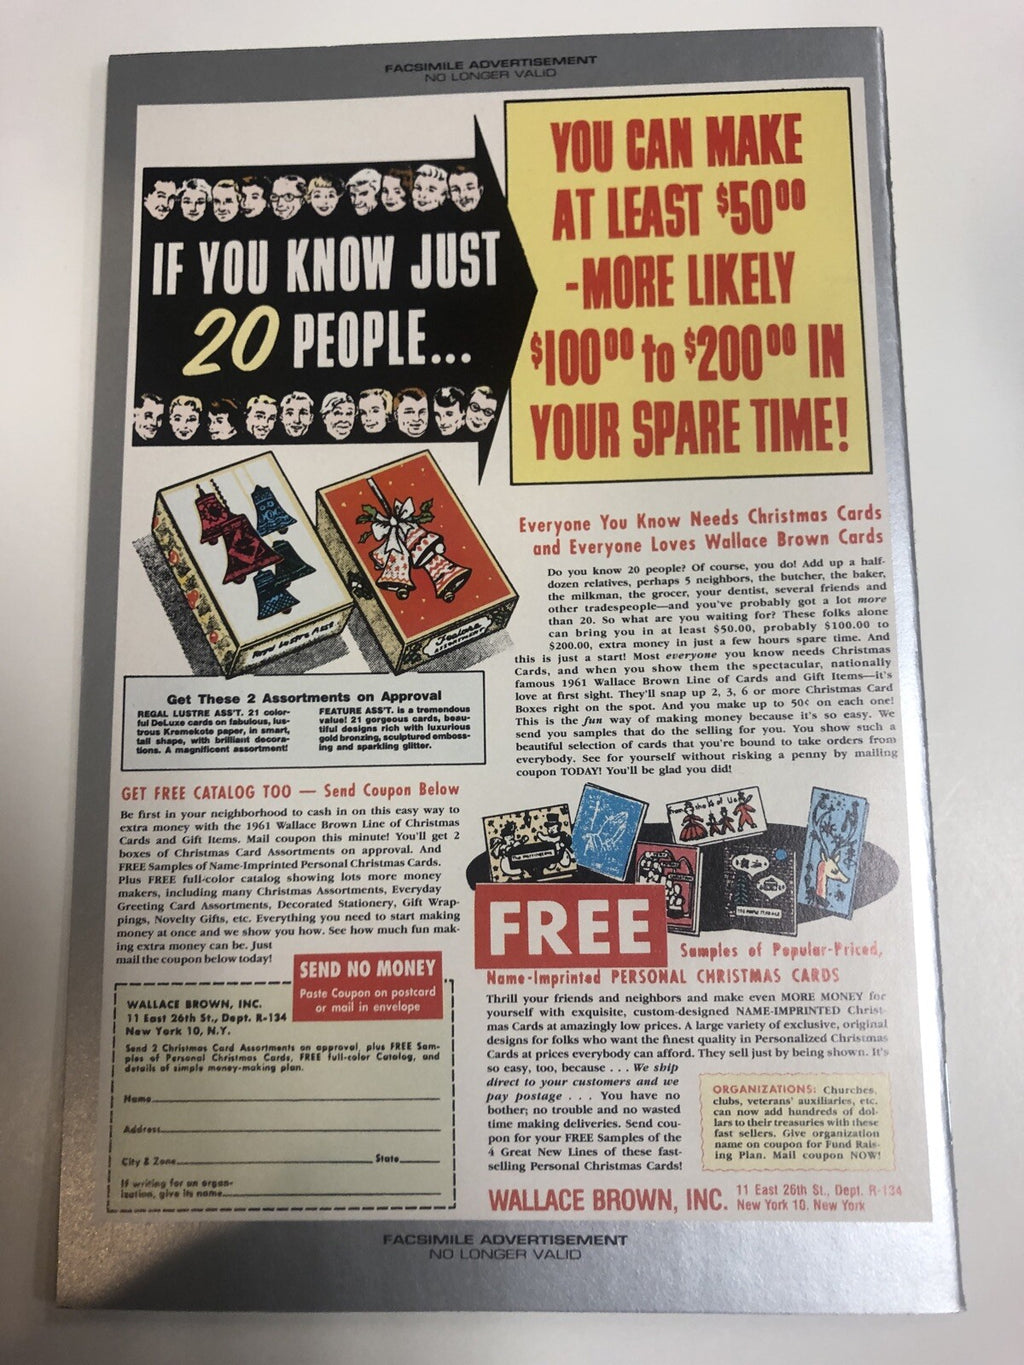 FACSIMILE ADVERTISEMENT
NO LONGER VALID
IF YOU KNOW JUST
20 PEOPLE...
YOU CAN MAKE
AT LEAST $50⁰⁰
-MORE LIKELY
$100⁰⁰ to $200⁰⁰ IN
YOUR SPARE TIME!
Regal Lustre Asst
Feature
ASSORTMENT
Get These 2 Assortments on Approval
REGAL LUSTRE ASS'T. 21 color-
ful DeLuxe cards on fabulous, lus-
trous Kromekote paper, in smart,
tall shape, with brilliant decora-
tions. A magnificent assortment!
FEATURE ASS'T. is a tremendous
value! 21 gorgeous cards, beau-
tiful designs rich with luxurious
gold bronzing, sculptured emboss-
ing and sparkling glitter.
Everyone You Know Needs Christmas Cards
and Everyone Loves Wallace Brown Cards
Do you know 20 people? Of course, you do! Add up a half-
dozen relatives, perhaps 5 neighbors, the butcher, the baker,
the milkman, the grocer, your dentist, several friends and
other tradespeople—and you've probably got a lot more
than 20. So what are you waiting for? These folks alone
can bring you in at least $50.00, probably $100.00 to
$200.00, extra money in just a few hours spare time. And
this is just a start! Most everyone you know needs Christmas
Cards, and when you show them the spectacular, nationally
famous 1961 Wallace Brown Line of Cards and Gift Items—it's
love at first sight. They'll snap up 2, 3, 6 or more Christmas Card
Boxes right on the spot. And you make up to 50¢ on each one!
This is the fun way of making money because it's so easy. We
send you samples that do the selling for you. You show such a
beautiful selection of cards that you're bound to take orders from
everybody. See for yourself without risking a penny by mailing
coupon TODAY! You'll be glad you did!
GET FREE CATALOG TOO — Send Coupon Below
Be first in your neighborhood to cash in on this easy way to
extra money with the 1961 Wallace Brown Line of Christmas
Cards and Gift Items. Mail coupon this minute! You'll get 2
boxes of Christmas Card Assortments on approval. And
FREE Samples of Name-Imprinted Personal Christmas Cards.
Plus FREE full-color catalog showing lots more money
makers, including many Christmas Assortments, Everyday
Greeting Card Assortments, Decorated Stationery, Gift Wrap-
pings, Novelty Gifts, etc. Everything you need to start making
money at once and we show you how. See how much fun mak-
ing extra money can be. Just
mail the coupon below today!
SEND NO MONEY
Paste Coupon on postcard
or mail in envelope
WALLACE BROWN, INC.
11 East 26th St., Dept. R-134
New York 10, N.Y.
Send 2 Christmas Card Assortments on approval, plus FREE Sam-
ples of Personal Christmas Cards, FREE full-color Catalog, and
details of simple money-making plan.
Name
Address
City & Zone State
If writing for an organ-
ization, give its name
from the 4 of Us
FREE
Samples of Popular-Priced,
Name-Imprinted PERSONAL CHRISTMAS CARDS
Thrill your friends and neighbors and make even MORE MONEY for
yourself with exquisite, custom-designed NAME-IMPRINTED Christ-
mas Cards at amazingly low prices. A large variety of exclusive, original
designs for folks who want the finest quality in Personalized Christmas
Cards at prices everybody can afford. They sell just by being shown. It's
so easy, too, because . . . We ship
direct to your customers and we
pay postage . . . You have no
bother; no trouble and no wasted
time making deliveries. Send cou-
pon for your FREE Samples of the
4 Great New Lines of these fast-
selling Personal Christmas Cards!
ORGANIZATIONS: Churches,
clubs, veterans' auxiliaries, etc.
can now add hundreds of dol-
lars to their treasuries with these
fast sellers. Give organization
name on coupon for Fund Rais-
ing Plan. Mail coupon NOW!
WALLACE BROWN, INC.
11 East 26th St., Dept. R-134
New York 10, New York
FACSIMILE ADVERTISEMENT
NO LONGER VALID